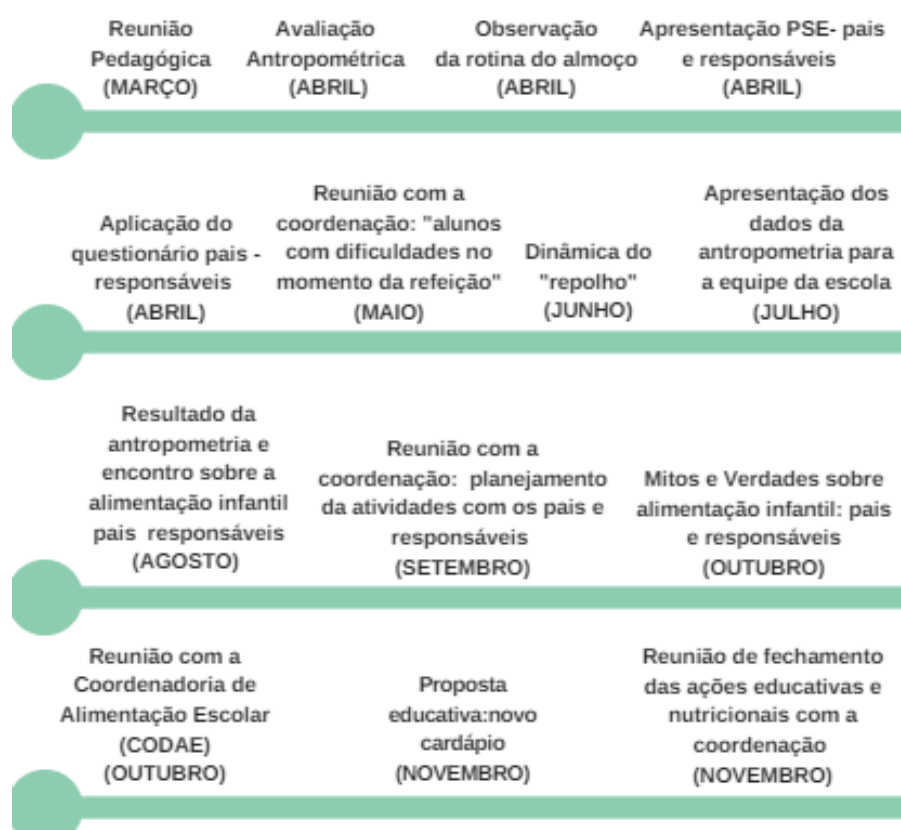 Reunião
Pedagógica
(MARÇO)
Avaliação
Antropométrica
(ABRIL)
Observação
da rotina do almoço
(ABRIL)
Apresentação PSE- pais
e responsáveis
(ABRIL)
Aplicação do
questionário pais -
responsáveis
(ABRIL)
Reunião com a
coordenação: "alunos
com dificuldades no
momento da refeição"
(MAIO)
Dinâmica do
"repolho"
(JUNHO)
Apresentação dos
dados da
antropometria para
a equipe da escola
(JULHO)
Resultado da
antropometria e
encontro sobre a
alimentação infantil
pais responsáveis
(AGOSTO)
Reunião com a
coordenação: planejamento
da atividades com os pais e
responsáveis
(SETEMBRO)
Mitos e Verdades sobre
alimentação infantil: pais
e responsáveis
(OUTUBRO)
Reunião com a
Coordenadoria de
Alimentação Escolar
(CODAE)
(OUTUBRO)
Proposta
educativa:novo
cardápio
(NOVEMBRO)
Reunião de fechamento
das ações educativas e
nutricionais com a
coordenação
(NOVEMBRO)